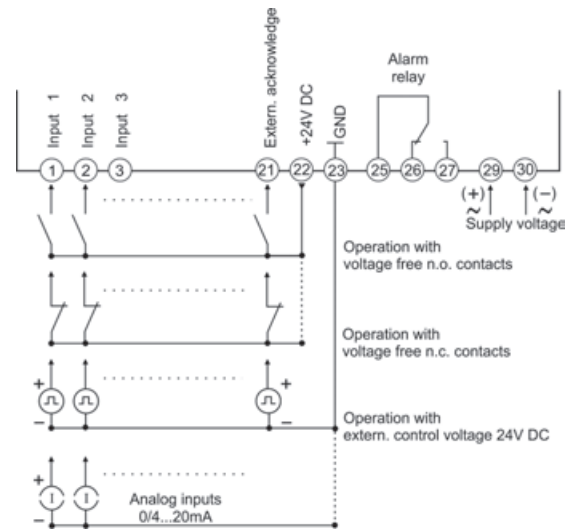 Alarm
relay
Input 1
Input 2
Input 3
Extern. acknowledge
+24V DC
GND
1 2 3 21 22 23 25 26 27 29 30
(+) (-)
~ ~
Supply voltage
Operation with
voltage free n.o. contacts
Operation with
voltage free n.c. contacts
+ +
- -
Operation with
extern. control voltage 24V DC
+
I I
-
Analog inputs
0/4...20mA